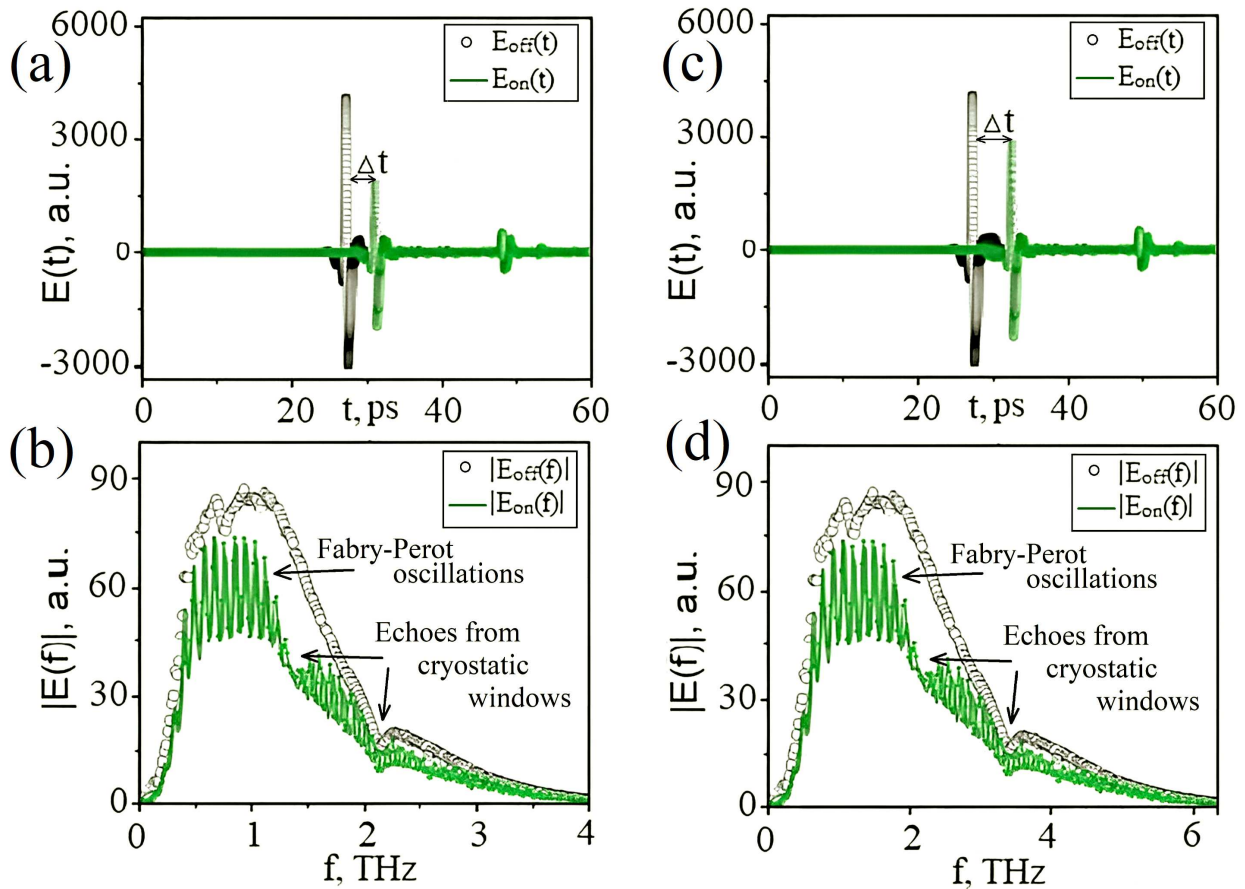 (a)
6000
3000
0
-3000
E(t), a.u.
Eoff(t)
Eon(t)
Δt
0
20
40
60
t, ps
(c)
6000
3000
0
-3000
E(t), a.u.
Eoff(t)
Eon(t)
Δt
0
20
40
60
t, ps
(b)
90
60
30
0
|E(f)|, a.u.
|Eoff(f)|
|Eon(f)|
Fabry-Perot
oscillations
Echoes from
cryostatic
windows
0
1
2
3
4
f, THz
(d)
90
60
30
0
|E(f)|, a.u
|Eoff(f)|
|Eon(f)|
Fabry-Perot
oscillations
Echoes from
cryostatic
windows
0
2
4
6
f, THz